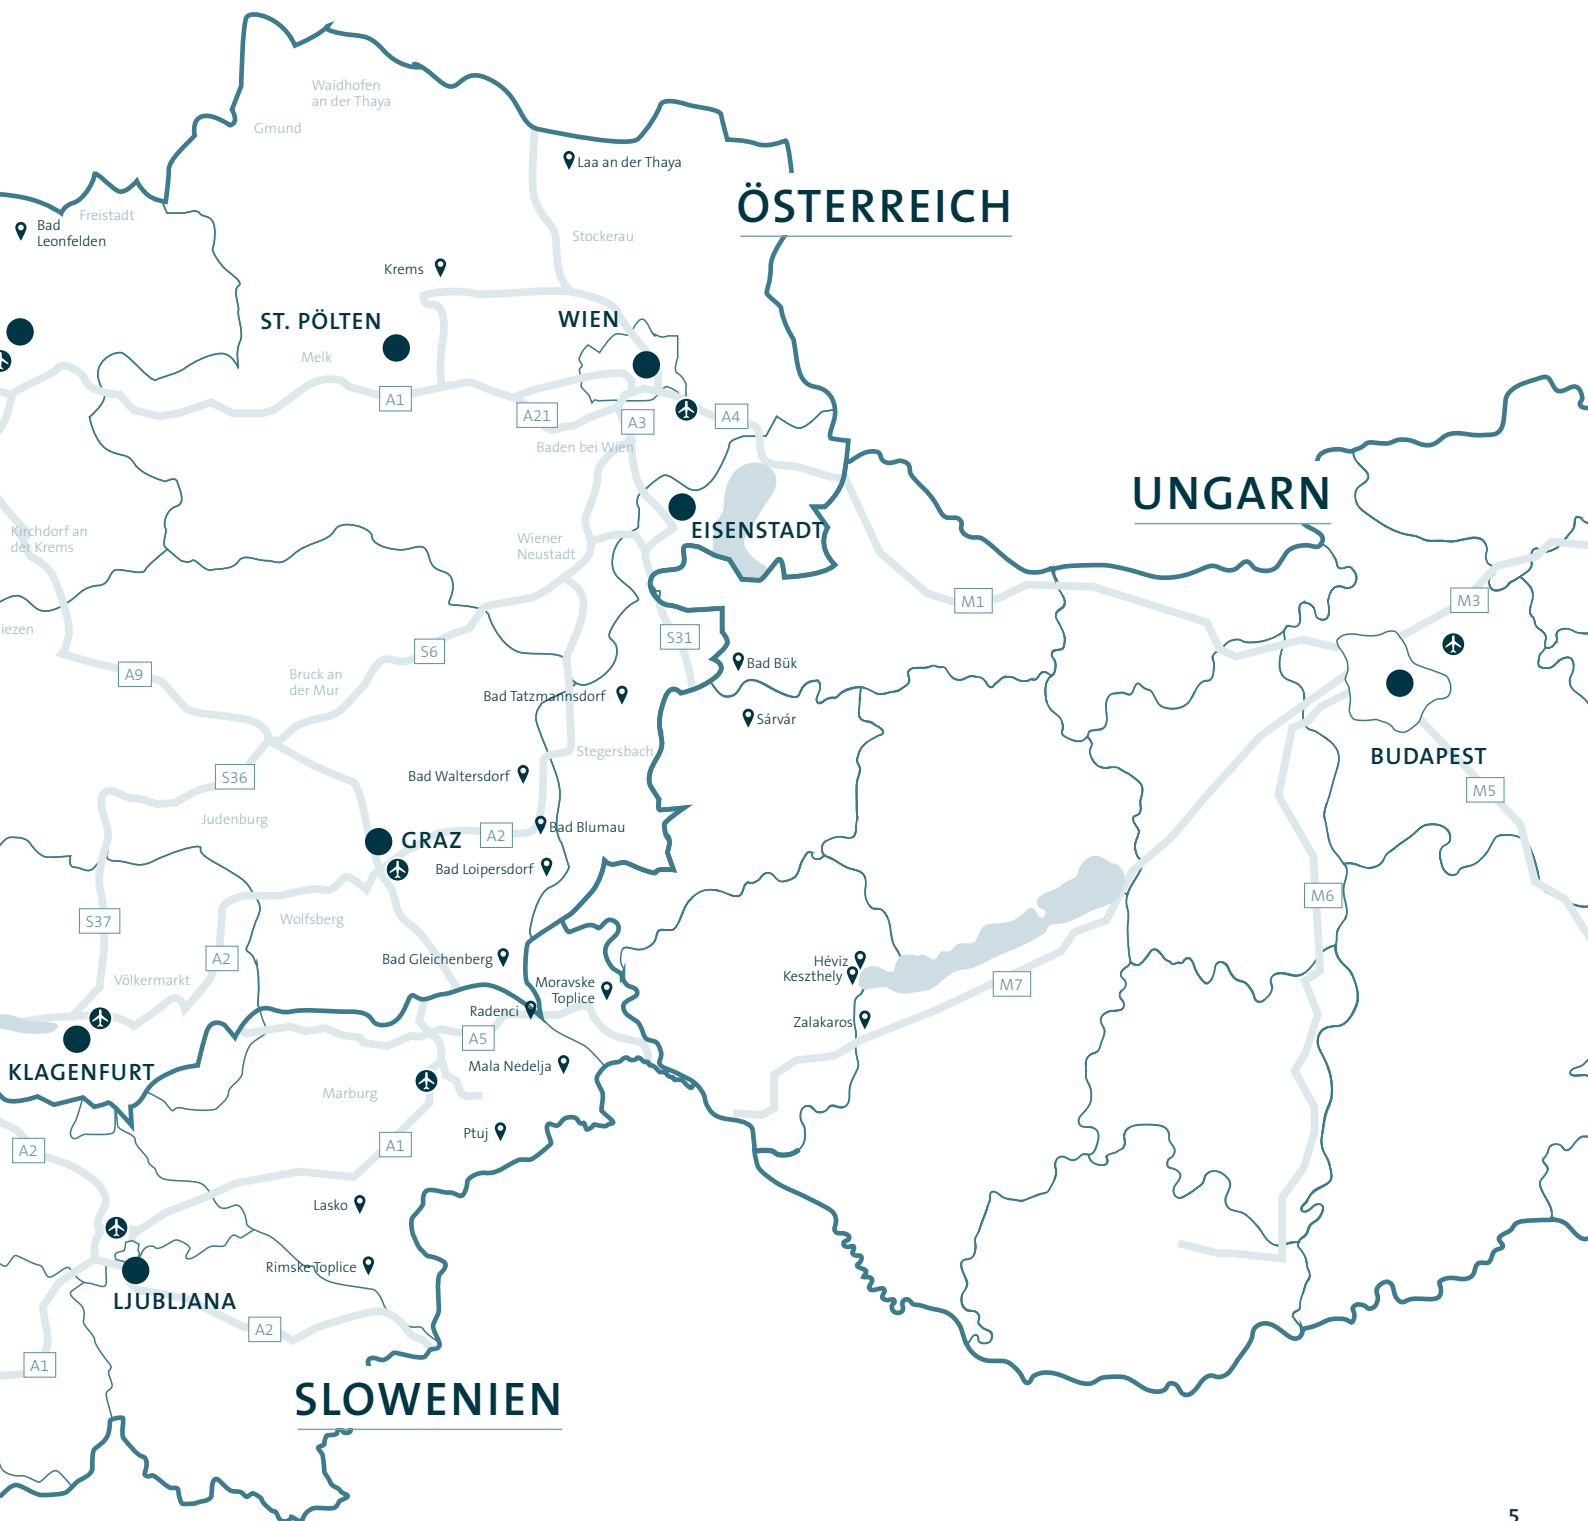 Waidhofen
an der Thaya
Gmund
Laa an der Thaya
ÖSTERREICH
Freistadt
Bad
Leonfelden
Stockerau
Krems
ST. PÖLTEN
WIEN
Melk
A1
A21
A3
A4
Baden bei Wien
UNGARN
EISENSTADT
Kirchdorf an
der Krems
Wiener
Neustadt
M1
M3
iezen
S31
S6
A9
Bad Bük
Bruck an
der Mur
Bad Tatzmannsdorf
Sárvár
Stegersbach
BUDAPEST
Bad Waltersdorf
S36
M5
Judenburg
Bad Blumau
GRAZ
A2
Bad Loipersdorf
M6
S37
Wolfsberg
A2
Bad Gleichenberg
Héviz
Keszthely
Völkermarkt
Moravske
Toplice
M7
Radenci
Zalakaros
A5
KLAGENFURT
Mala Nedelja
Marburg
Ptuj
A2
A1
Lasko
Rimske Toplice
LJUBLJANA
A2
A1
SLOWENIEN
5